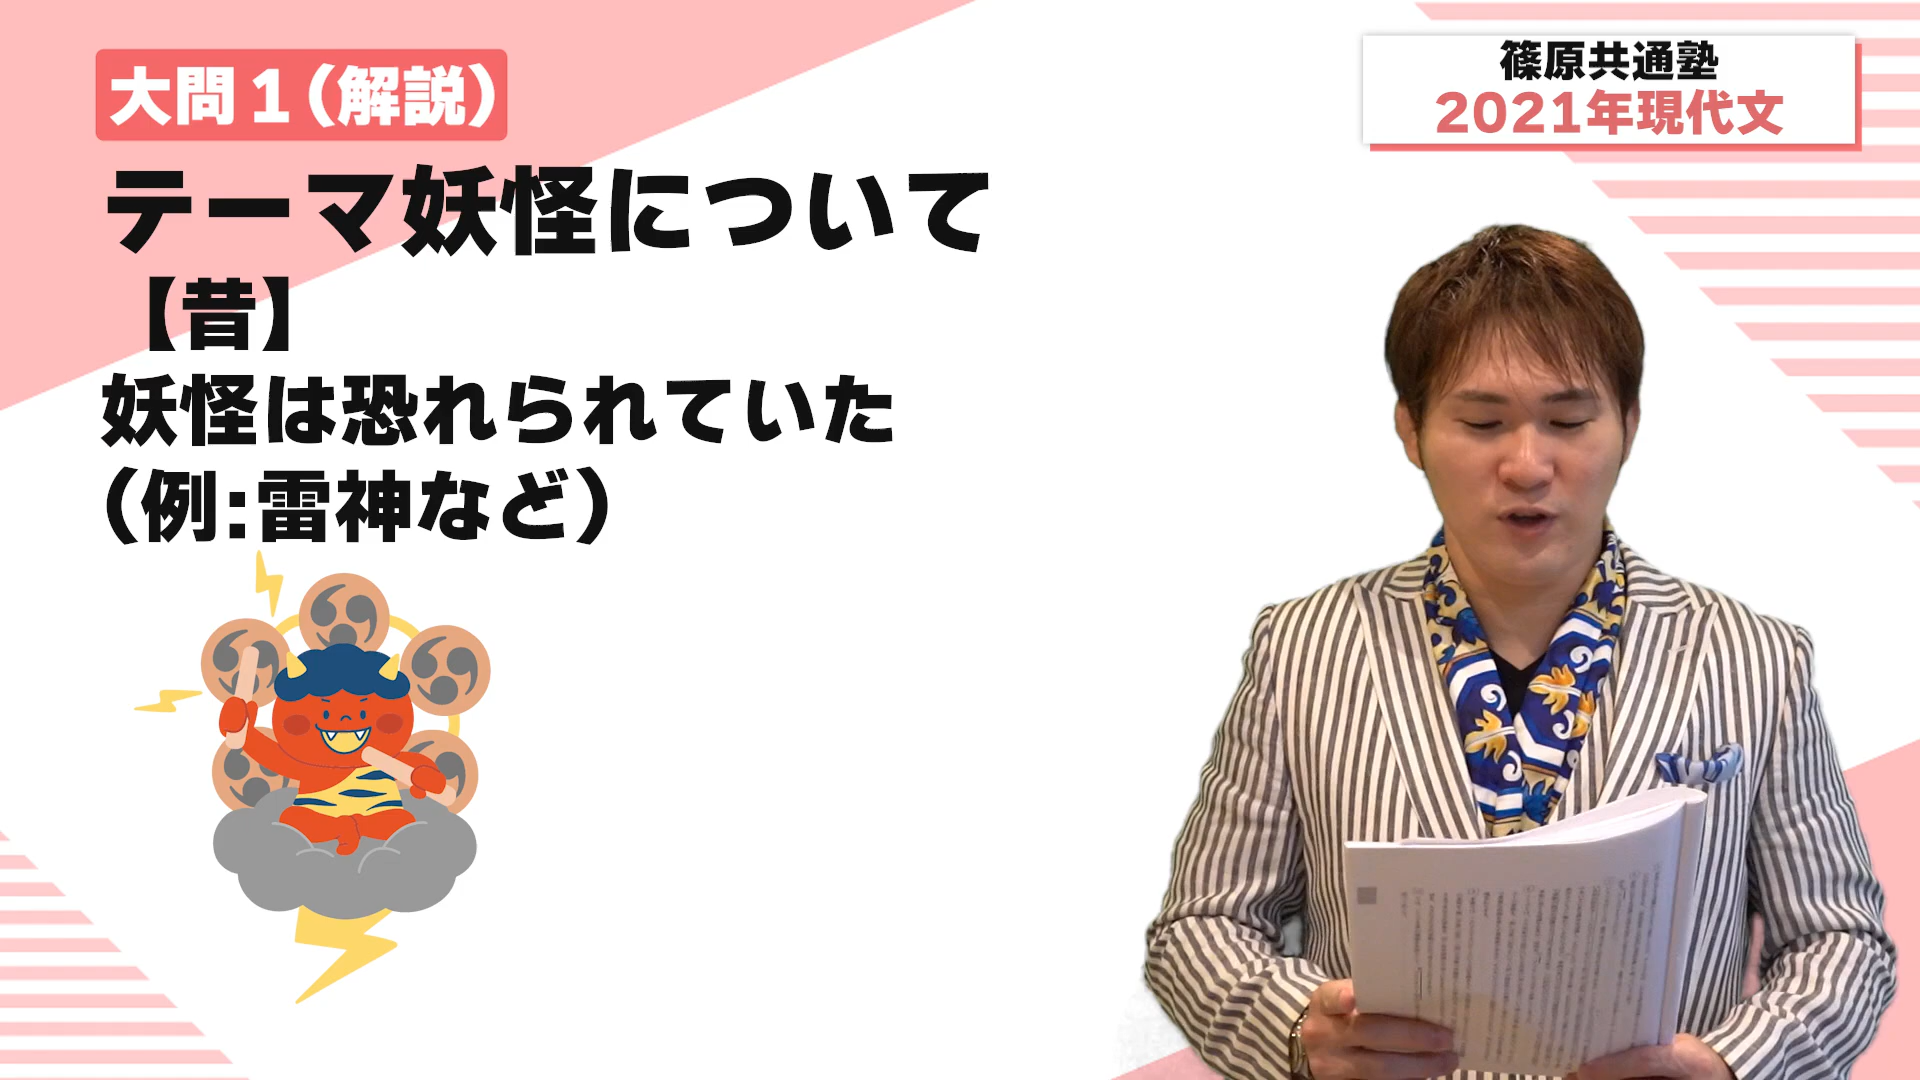 大問1(解説)
篠原共通塾
2021年現代文
テーマ妖怪について
【昔】
妖怪は恐れられていた
(例:雷神など)